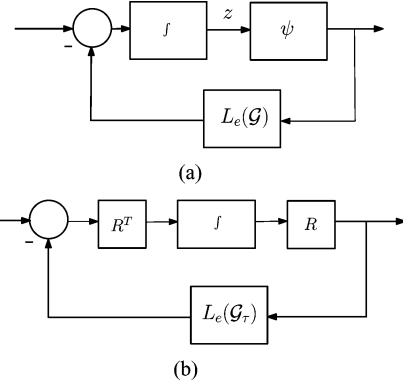 ∫ z ψ
-
L_e(𝒢)
(a)
R^T ∫ R
-
L_e(𝒢_τ)
(b)